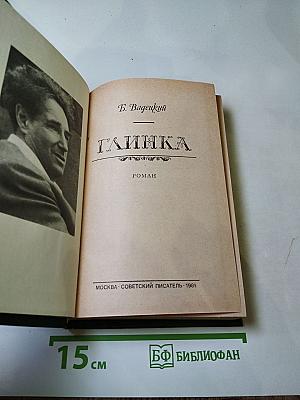 Б. Вадецкий
ГЛИНКА
РОМАН
МОСКВА · СОВЕТСКИЙ ПИСАТЕЛЬ · 1961
15 см
БФ БИБЛИОФАН